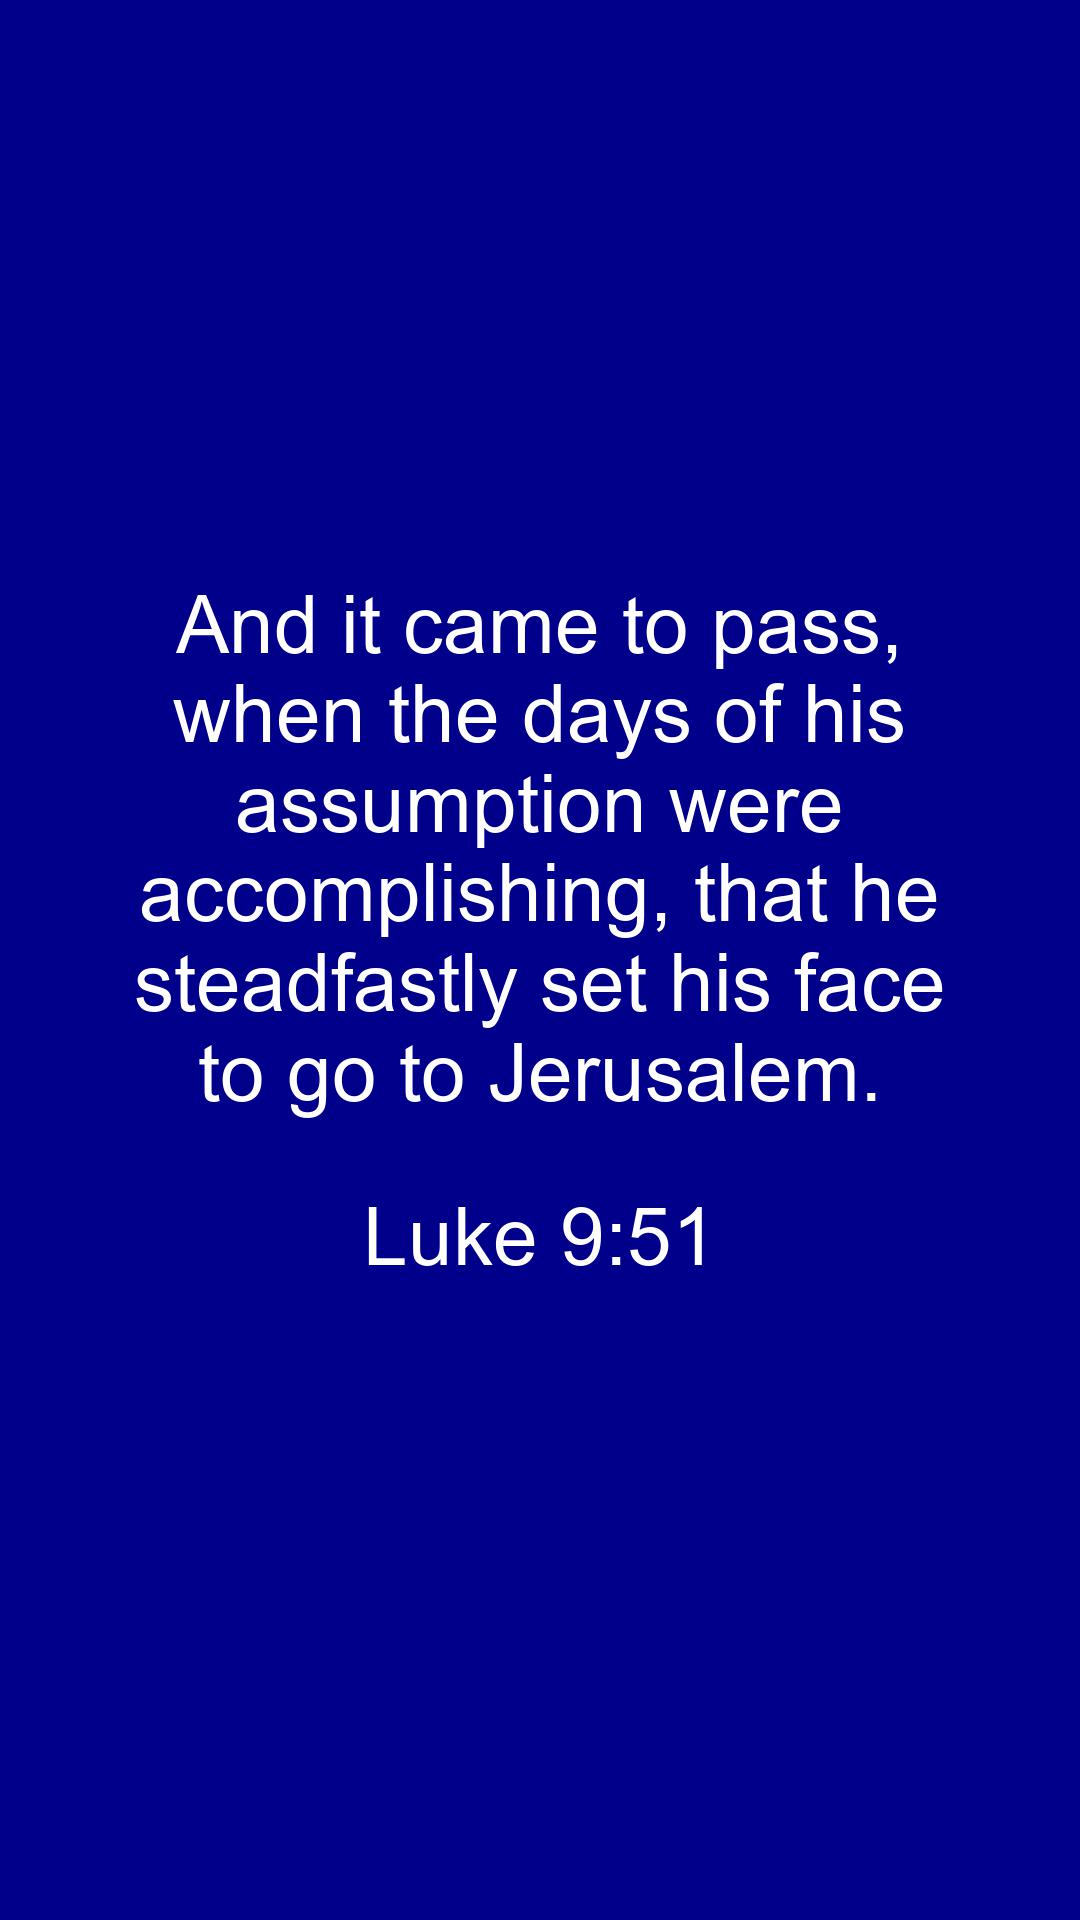 And it came to pass,
when the days of his
assumption were
accomplishing, that he
steadfastly set his face
to go to Jerusalem.
Luke 9:51